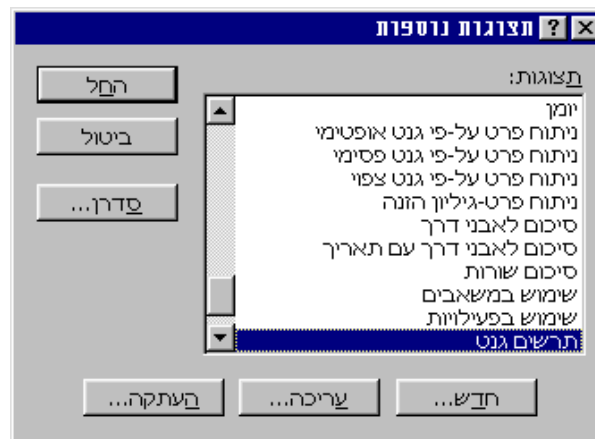 תצוגות נוספות
תצוגות:
יומן
ניתוח פרט על-פי גנט אופטימי
ניתוח פרט על-פי גנט פסימי
ניתוח פרט על-פי גנט צפוי
ניתוח פרט-גיליון הזנה
סיכום לאבני דרך
סיכום לאבני דרך עם תאריך
סיכום שורות
שימוש במשאבים
שימוש בפעילויות
תרשים גנט
החל
ביטול
סדרן...
חדש...
עריכה...
העתקה...